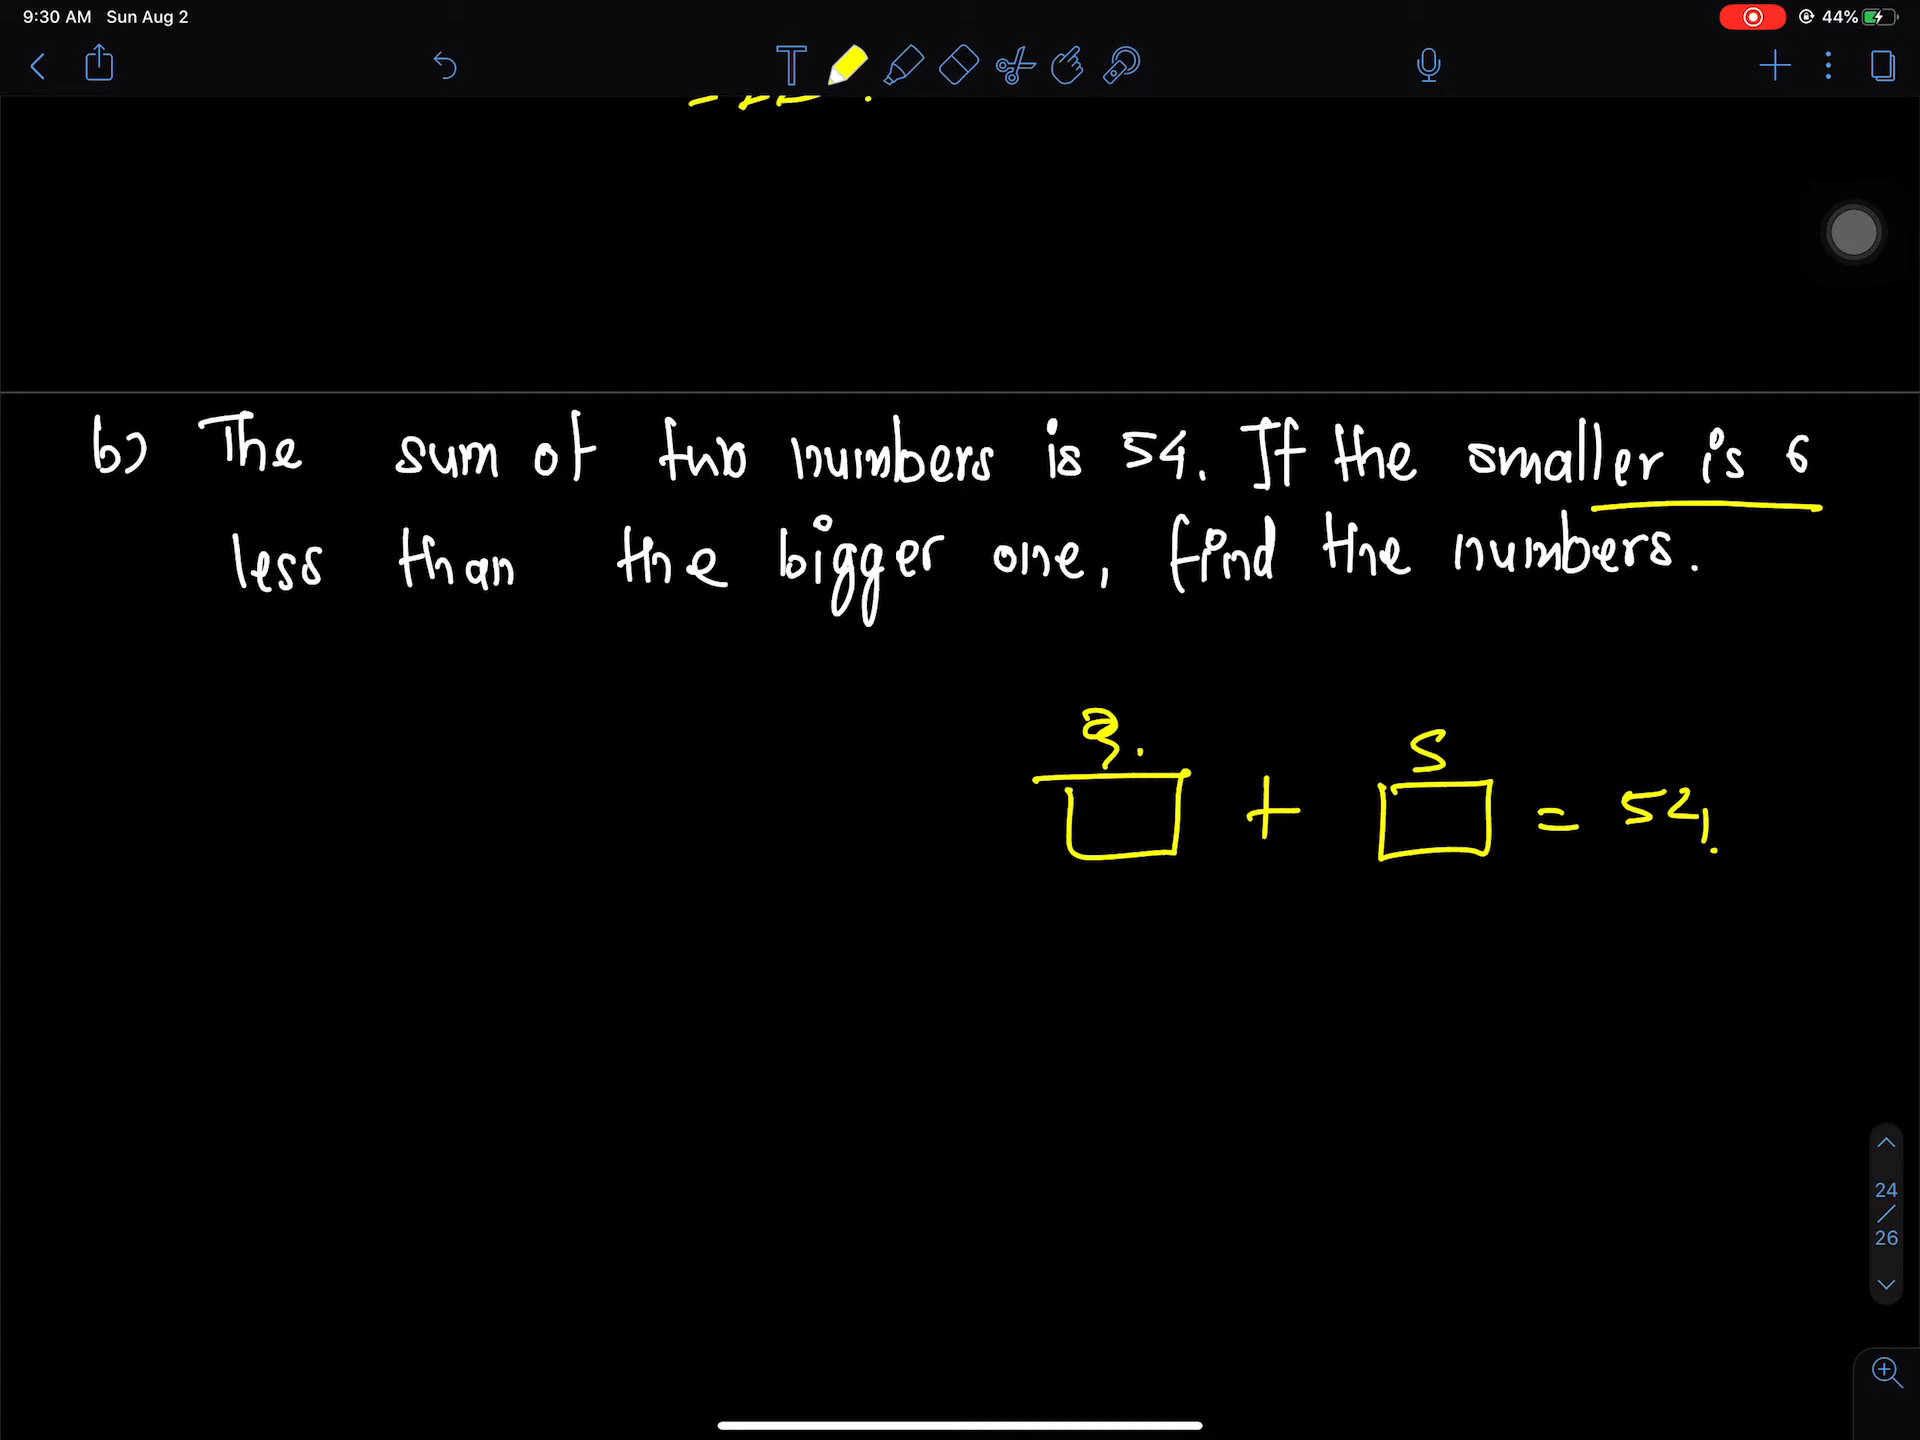 9:30 AM Sun Aug 2
44%
b) The sum of two numbers is 54. If the smaller is 6
less than the bigger one, find the numbers.
S
+ = 54.
24
/
26